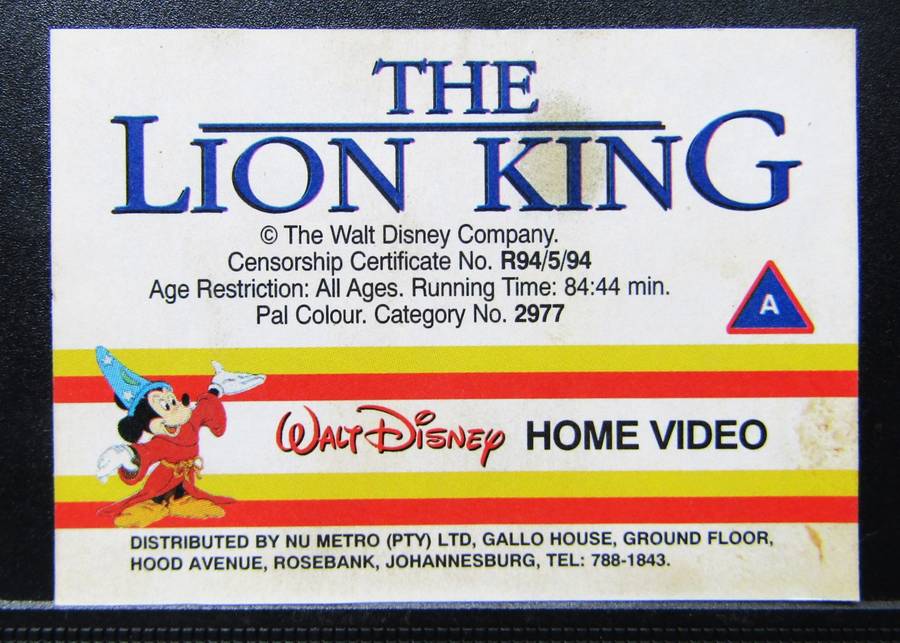 THE
LION KING
© The Walt Disney Company.
Censorship Certificate No. R94/5/94
Age Restriction: All Ages. Running Time: 84:44 min.
Pal Colour. Category No. 2977
A
WALT DISNEY HOME VIDEO
DISTRIBUTED BY NU METRO (PTY) LTD, GALLO HOUSE, GROUND FLOOR,
HOOD AVENUE, ROSEBANK, JOHANNESBURG, TEL: 788-1843.